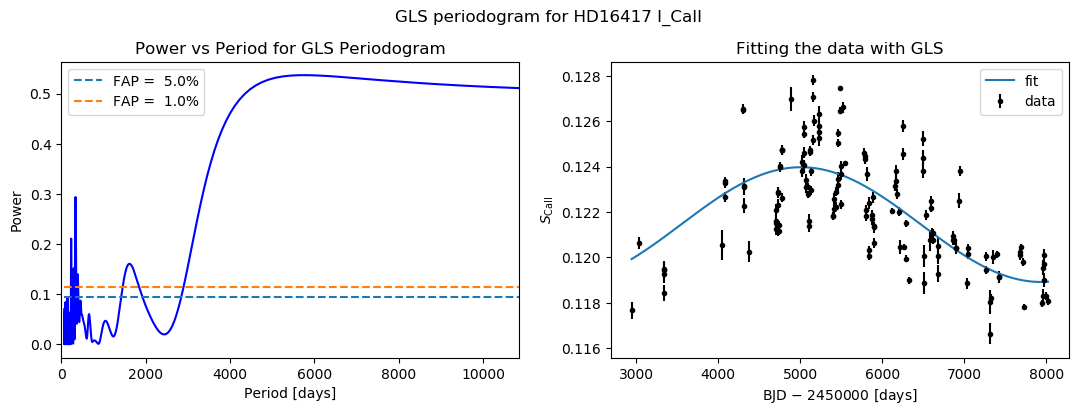 GLS periodogram for HD16417 I_Call
Power vs Period for GLS Periodogram
FAP =  5.0%
FAP =  1.0%
Power
0.5
0.4
0.3
0.2
0.1
0.0
0
2000
4000
6000
8000
10000
Period [days]
Fitting the data with GLS
fit
data
S_Call
0.128
0.126
0.124
0.122
0.120
0.118
0.116
3000
4000
5000
6000
7000
8000
BJD − 2450000 [days]